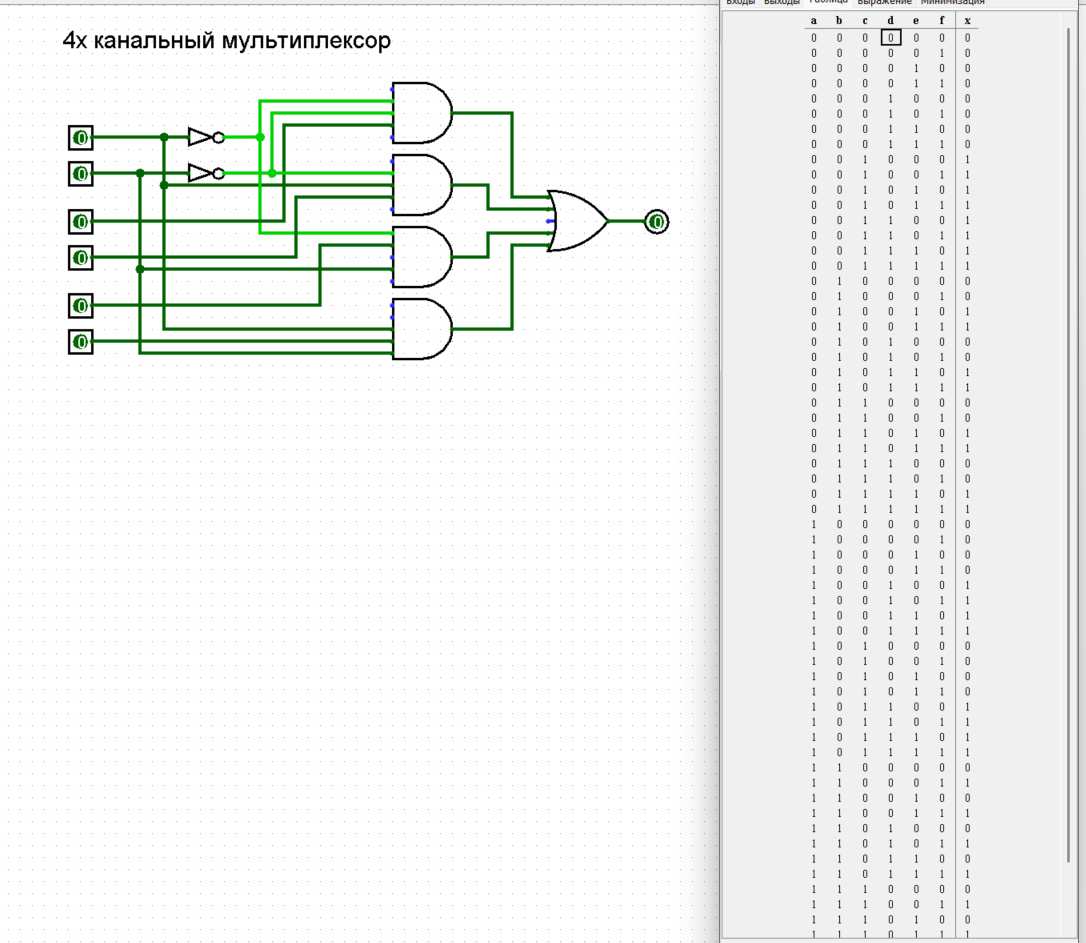 Входы Выходы Таблица Выражение Минимизация
4х канальный мультиплексор
0
0
0
0
0
0
0
a b c d e f x
0 0 0 0 0 0 0
0 0 0 0 0 1 0
0 0 0 0 1 0 0
0 0 0 0 1 1 0
0 0 0 1 0 0 0
0 0 0 1 0 1 0
0 0 0 1 1 0 0
0 0 0 1 1 1 0
0 0 1 0 0 0 1
0 0 1 0 0 1 1
0 0 1 0 1 0 1
0 0 1 0 1 1 1
0 0 1 1 0 0 1
0 0 1 1 0 1 1
0 0 1 1 1 0 1
0 0 1 1 1 1 1
0 1 0 0 0 0 0
0 1 0 0 0 1 0
0 1 0 0 1 0 1
0 1 0 0 1 1 1
0 1 0 1 0 0 0
0 1 0 1 0 1 0
0 1 0 1 1 0 1
0 1 0 1 1 1 1
0 1 1 0 0 0 0
0 1 1 0 0 1 0
0 1 1 0 1 0 1
0 1 1 0 1 1 1
0 1 1 1 0 0 0
0 1 1 1 0 1 0
0 1 1 1 1 0 1
0 1 1 1 1 1 1
1 0 0 0 0 0 0
1 0 0 0 0 1 0
1 0 0 0 1 0 0
1 0 0 0 1 1 0
1 0 0 1 0 0 1
1 0 0 1 0 1 1
1 0 0 1 1 0 1
1 0 0 1 1 1 1
1 0 1 0 0 0 0
1 0 1 0 0 1 0
1 0 1 0 1 0 0
1 0 1 0 1 1 0
1 0 1 1 0 0 1
1 0 1 1 0 1 1
1 0 1 1 1 0 1
1 0 1 1 1 1 1
1 1 0 0 0 0 0
1 1 0 0 0 1 1
1 1 0 0 1 0 0
1 1 0 0 1 1 1
1 1 0 1 0 0 0
1 1 0 1 0 1 1
1 1 0 1 1 0 0
1 1 0 1 1 1 1
1 1 1 0 0 0 0
1 1 1 0 0 1 1
1 1 1 0 1 0 0
1 1 1 0 1 1 1